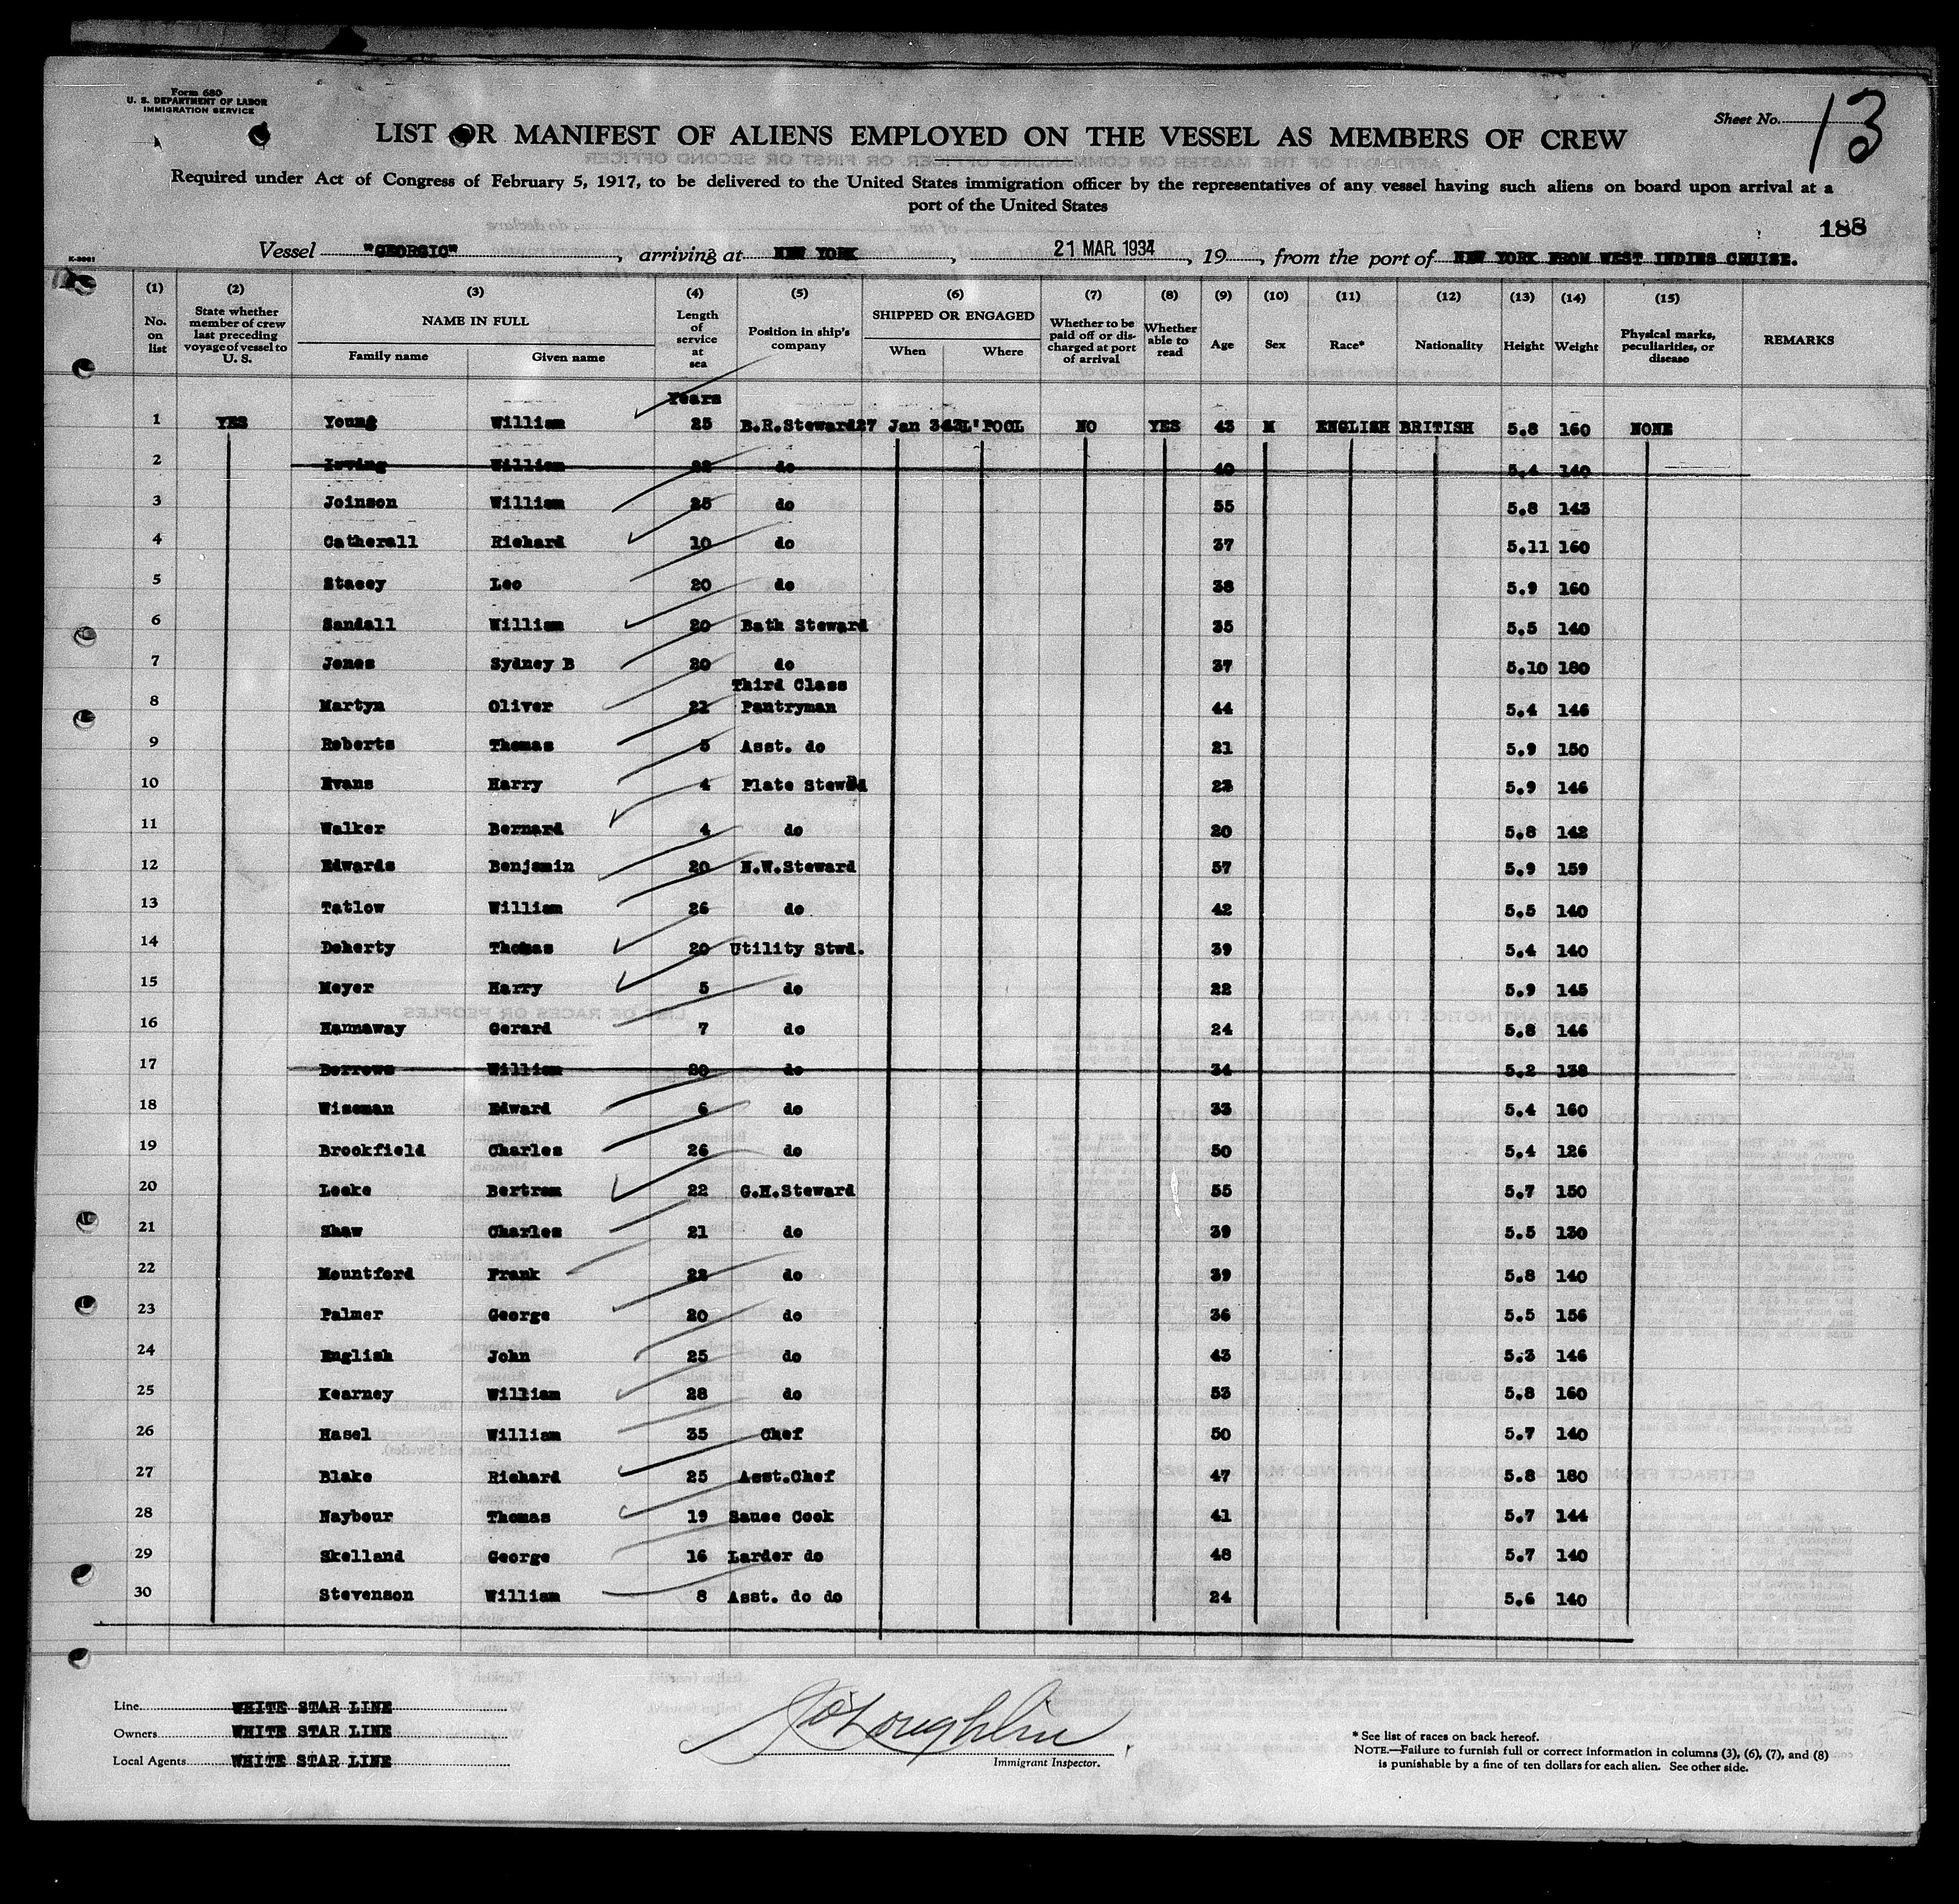 Form 680
U. S. DEPARTMENT OF LABOR
IMMIGRATION SERVICE
Sheet No. 13
LIST OR MANIFEST OF ALIENS EMPLOYED ON THE VESSEL AS MEMBERS OF CREW
Required under Act of Congress of February 5, 1917, to be delivered to the United States immigration officer by the representatives of any vessel having such aliens on board upon arrival at a
port of the United States
188
Vessel "GEORGIC", arriving at NEW YORK, 21 MAR. 1934, 19, from the port of NEW YORK FROM WEST INDIES CRUISE.
(1) (2) (3) (4) (5) (6) (7) (8) (9) (10) (11) (12) (13) (14) (15)
No. on list State whether member of crew last preceding voyage of vessel to U. S. NAME IN FULL Family name Given name Length of service at sea Position in ship's company SHIPPED OR ENGAGED When Where Whether to be paid off or discharged at port of arrival Whether able to read Age Sex Race* Nationality Height Weight Physical marks, peculiarities, or disease REMARKS
Years
1 YES Young William 25 B.R.Steward 27 Jan 34 L'POOL NO YES 43 M ENGLISH BRITISH 5.8 160 NONE
2 Irving William 22 do 40 5.4 140
3 Joinson William 25 do 55 5.8 143
4 Catherall Richard 10 do 37 5.11 160
5 Stacey Leo 20 do 38 5.9 160
6 Sandall William 20 Bath Steward 35 5.5 140
7 Jones Sydney B 20 do 37 5.10 180
Third Class
8 Martyn Oliver 21 Pantryman 44 5.4 146
9 Roberts Thomas 5 Asst. do 21 5.9 150
10 Evans Harry 4 Plate Stewd 22 5.9 146
11 Walker Bernard 4 do 20 5.8 142
12 Edwards Benjamin 20 N.W.Steward 57 5.9 159
13 Tatlow William 26 do 42 5.5 140
14 Doherty Thomas 20 Utility Stwd. 39 5.4 140
15 Meyer Harry 5 do 22 5.9 145
16 Hannaway Gerard 7 do 24 5.8 146
17 Borrows William 20 do 34 5.2 138
18 Wiseman Edward 6 do 33 5.4 160
19 Brookfield Charles 26 do 50 5.4 126
20 Leeke Bertram 22 G.H.Steward 55 5.7 150
21 Shaw Charles 21 do 39 5.5 130
22 Mountford Frank 22 do 39 5.8 140
23 Palmer George 20 do 36 5.5 156
24 English John 25 do 43 5.3 146
25 Kearney William 28 do 53 5.8 160
26 Hasel William 35 Chef 50 5.7 140
27 Blake Richard 25 Asst.Chef 47 5.8 180
28 Naybour Thomas 19 Sauce Cook 41 5.7 144
29 Skelland George 16 Larder do 48 5.7 140
30 Stevenson William 8 Asst. do do 24 5.6 140
Line WHITE STAR LINE
Owners WHITE STAR LINE
Local Agents WHITE STAR LINE
O'Loughlin
Immigrant Inspector.
* See list of races on back hereof.
NOTE.—Failure to furnish full or correct information in columns (3), (6), (7), and (8)
is punishable by a fine of ten dollars for each alien. See other side.